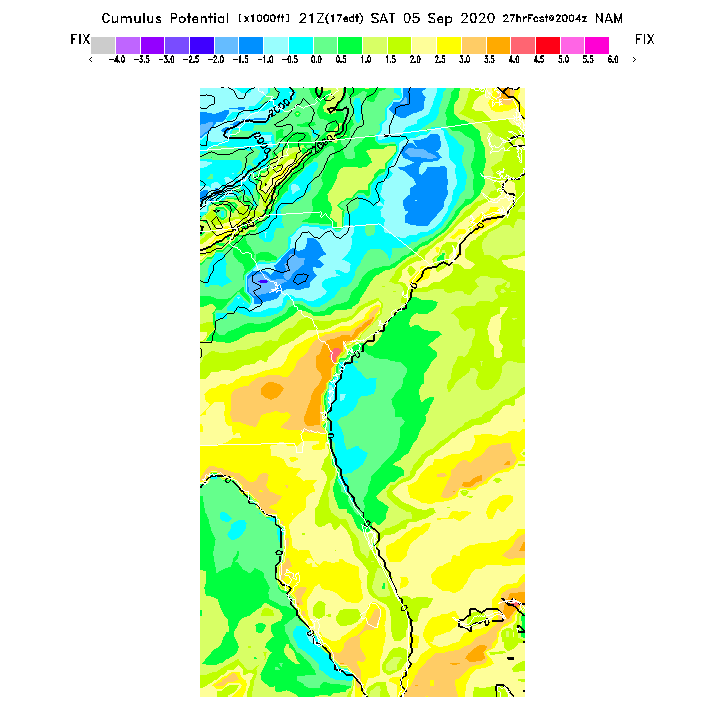 Cumulus Potential [x1000ft] 21Z(17edt) SAT 05 Sep 2020 27hrFcst@2004z NAM
FIX FIX
< -4.0 -3.5 -3.0 -2.5 -2.0 -1.5 -1.0 -0.5 0.0 0.5 1.0 1.5 2.0 2.5 3.0 3.5 4.0 4.5 5.0 5.5 6.0 >
2000
2000